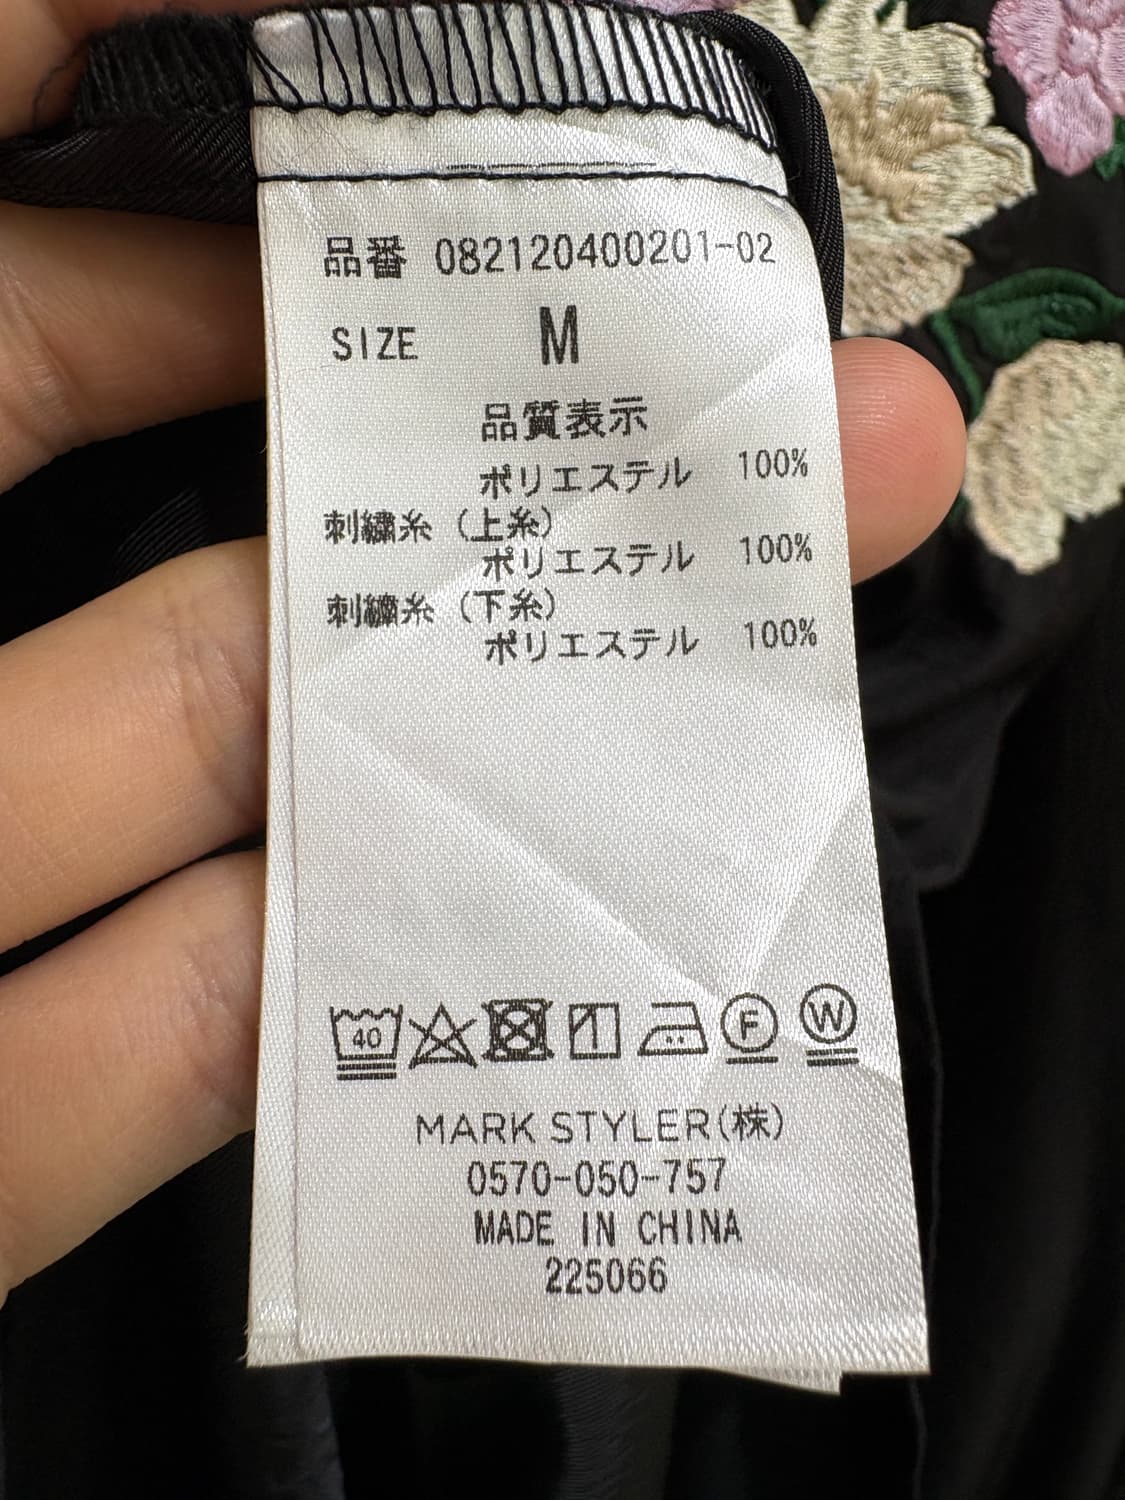 品番 082120400201-02
SIZE M
品質表示
ポリエステル 100%
刺繍糸(上糸)
ポリエステル 100%
刺繍糸(下糸)
ポリエステル 100%
40 F W
MARK STYLER(株)
0570-050-757
MADE IN CHINA
225066